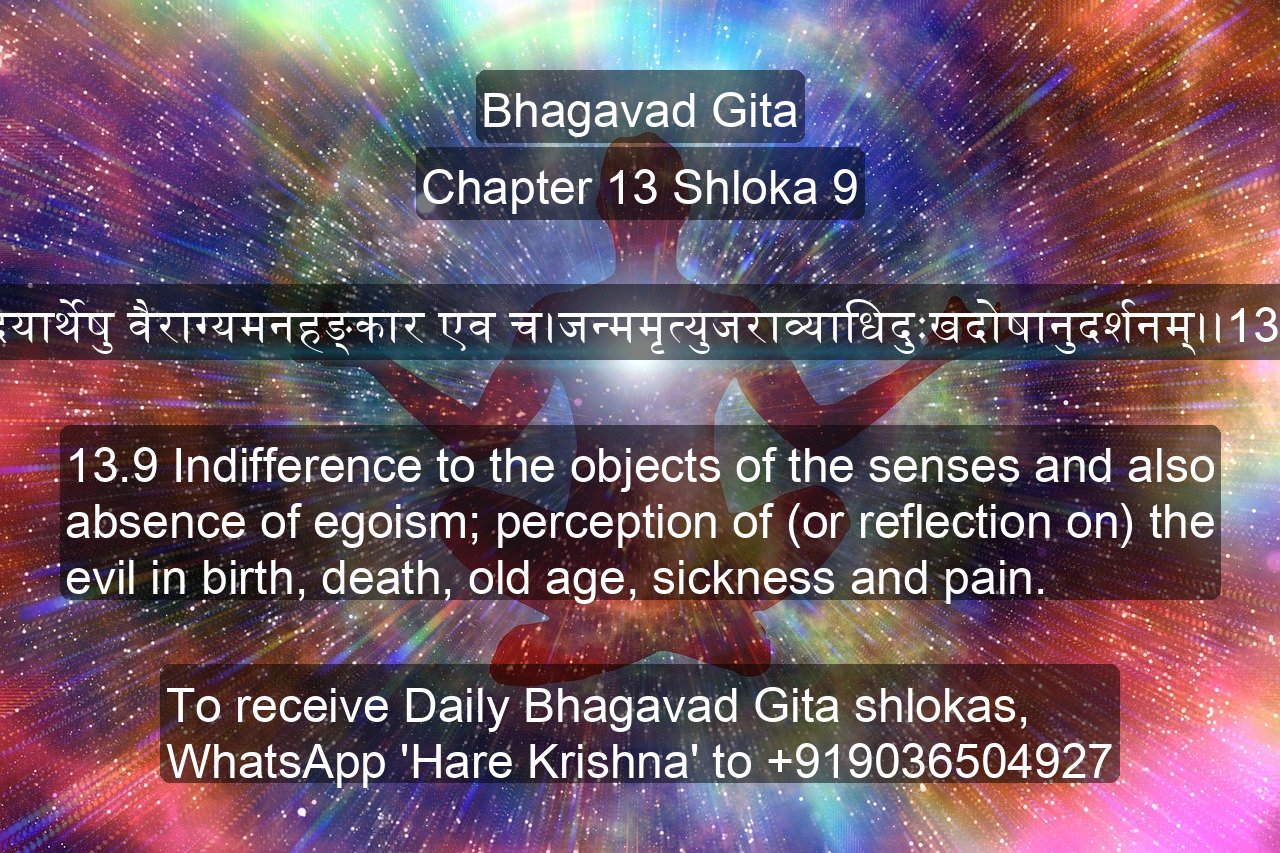 Bhagavad Gita
Chapter 13 Shloka 9
वैराग्यमनहङ्कार एव च।जन्ममृत्युजराव्याधिदुःखदोषानुदर्शनम्।।13
13.9 Indifference to the objects of the senses and also
absence of egoism; perception of (or reflection on) the
evil in birth, death, old age, sickness and pain.
To receive Daily Bhagavad Gita shlokas,
WhatsApp 'Hare Krishna' to +919036504927